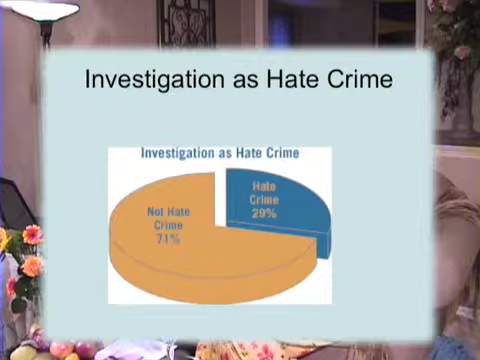 Investigation as Hate Crime
Investigation as Hate Crime
Hate
Crime
29%
Not Hate
Crime
71%